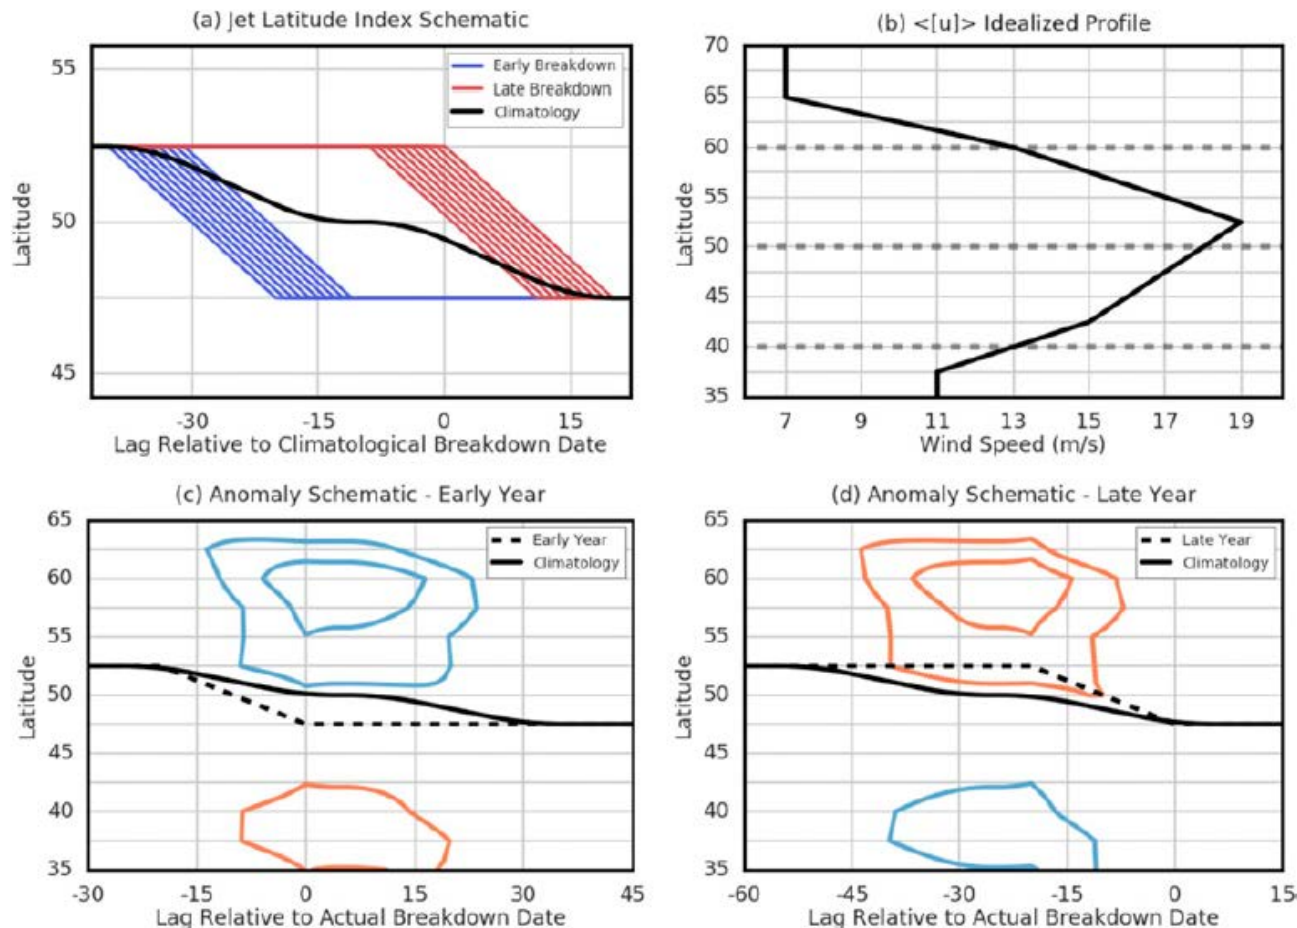 (a) Jet Latitude Index Schematic
Early Breakdown
Late Breakdown
Climatology
55
50
45
Latitude
-30 -15 0 15
Lag Relative to Climatological Breakdown Date
(b) <[u]> Idealized Profile
70
65
60
55
50
45
40
35
Latitude
7 9 11 13 15 17 19
Wind Speed (m/s)
(c) Anomaly Schematic - Early Year
Early Year
Climatology
65
60
55
50
45
40
35
Latitude
-30 -15 0 15 30 45
Lag Relative to Actual Breakdown Date
(d) Anomaly Schematic - Late Year
Late Year
Climatology
65
60
55
50
45
40
35
Latitude
-60 -45 -30 -15 0 15
Lag Relative to Actual Breakdown Date